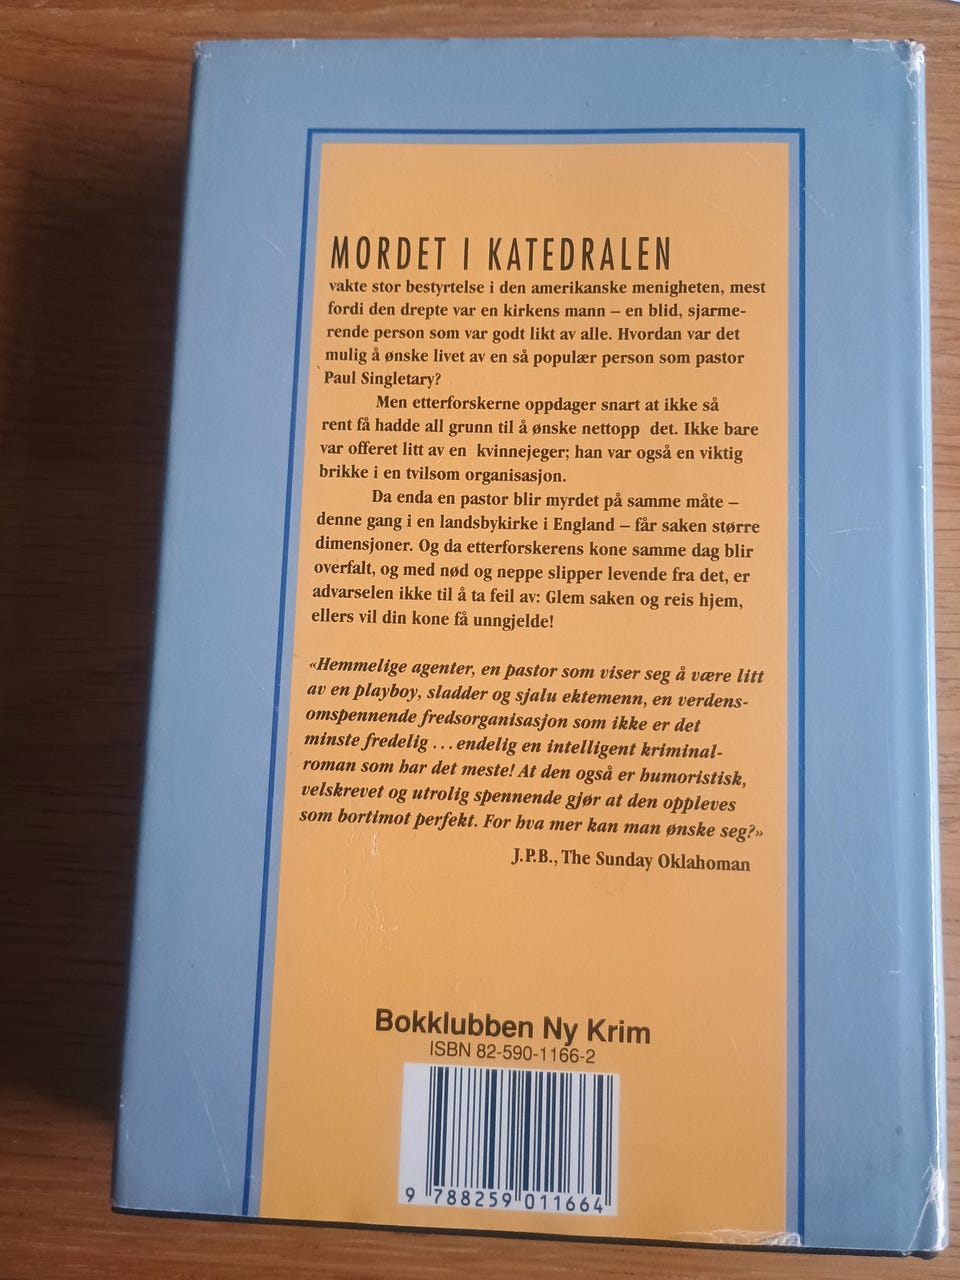 MORDET I KATEDRALEN
vakte stor bestyrtelse i den amerikanske menigheten, mest
fordi den drepte var en kirkens mann – en blid, sjarme-
rende person som var godt likt av alle. Hvordan var det
mulig å ønske livet av en så populær person som pastor
Paul Singletary?
Men etterforskerne oppdager snart at ikke så
rent få hadde all grunn til å ønske nettopp det. Ikke bare
var offeret litt av en kvinnejeger; han var også en viktig
brikke i en tvilsom organisasjon.
Da enda en pastor blir myrdet på samme måte –
denne gang i en landsbykirke i England – får saken større
dimensjoner. Og da etterforskerens kone samme dag blir
overfalt, og med nød og neppe slipper levende fra det, er
advarselen ikke til å ta feil av: Glem saken og reis hjem,
ellers vil din kone få unngjelde!
«Hemmelige agenter, en pastor som viser seg å være litt
av en playboy, sladder og sjalu ektemenn, en verdens-
omspennende fredsorganisasjon som ikke er det
minste fredelig ... endelig en intelligent kriminal-
roman som har det meste! At den også er humoristisk,
velskrevet og utrolig spennende gjør at den oppleves
som bortimot perfekt. For hva mer kan man ønske seg?»
J.P.B., The Sunday Oklahoman
Bokklubben Ny Krim
ISBN 82-590-1166-2
9 788259 011664